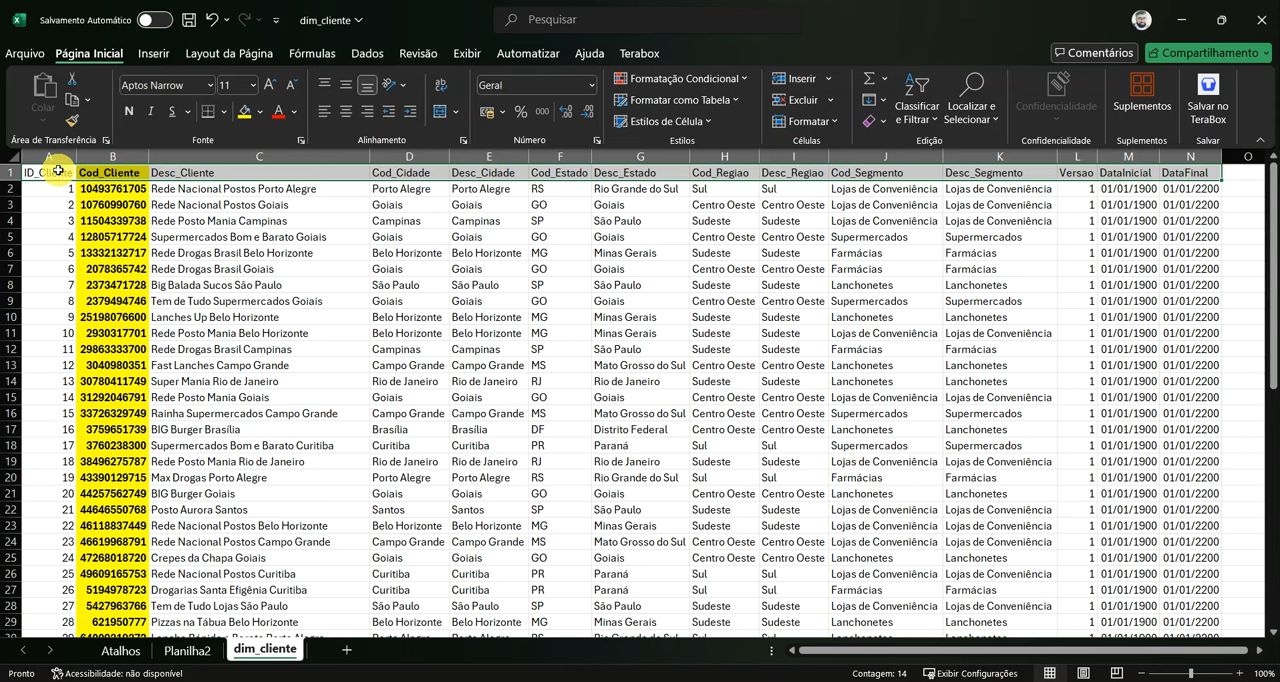 Salvamento Automático dim_cliente Pesquisar
Arquivo Página Inicial Inserir Layout da Página Fórmulas Dados Revisão Exibir Automatizar Ajuda Terabox Comentários Compartilhamento
Colar Aptos Narrow 11 Geral Formatação Condicional Inserir
Formatar como Tabela Excluir Classificar e Filtrar Localizar e Selecionar Confidencialidade Suplementos Salvar no TeraBox
N I S Estilos de Célula Formatar
Área de Transferência Fonte Alinhamento Número Estilos Células Edição Confidencialidade Suplementos Salvar
A B C D E F G H I J K L M N O
1 Cod_Cliente Desc_Cliente Cod_Cidade Desc_Cidade Cod_Estado Desc_Estado Cod_Regiao Desc_Regiao Cod_Segmento Desc_Segmento Versao DataInicial DataFinal
2 1 10493761705 Rede Nacional Postos Porto Alegre Porto Alegre Porto Alegre RS Rio Grande do Sul Sul Sul Lojas de Conveniência Lojas de Conveniência 1 01/01/1900 01/01/2200
3 2 10760990760 Rede Nacional Postos Goiais Goiais Goiais GO Goiais Centro Oeste Centro Oeste Lojas de Conveniência Lojas de Conveniência 1 01/01/1900 01/01/2200
4 3 11504339738 Rede Posto Mania Campinas Campinas Campinas SP São Paulo Sudeste Sudeste Lojas de Conveniência Lojas de Conveniência 1 01/01/1900 01/01/2200
5 4 12805717724 Supermercados Bom e Barato Goiais Goiais Goiais GO Goiais Centro Oeste Centro Oeste Supermercados Supermercados 1 01/01/1900 01/01/2200
6 5 13332132717 Rede Drogas Brasil Belo Horizonte Belo Horizonte Belo Horizonte MG Minas Gerais Sudeste Sudeste Farmácias Farmácias 1 01/01/1900 01/01/2200
7 6 2078365742 Rede Drogas Brasil Goiais Goiais Goiais GO Goiais Centro Oeste Centro Oeste Farmácias Farmácias 1 01/01/1900 01/01/2200
8 7 2373471728 Big Balada Sucos São Paulo São Paulo São Paulo SP São Paulo Sudeste Sudeste Lanchonetes Lanchonetes 1 01/01/1900 01/01/2200
9 8 2379494746 Tem de Tudo Supermercados Goiais Goiais Goiais GO Goiais Centro Oeste Centro Oeste Supermercados Supermercados 1 01/01/1900 01/01/2200
10 9 25198076600 Lanches Up Belo Horizonte Belo Horizonte Belo Horizonte MG Minas Gerais Sudeste Sudeste Lanchonetes Lanchonetes 1 01/01/1900 01/01/2200
11 10 2930317701 Rede Posto Mania Belo Horizonte Belo Horizonte Belo Horizonte MG Minas Gerais Sudeste Sudeste Lojas de Conveniência Lojas de Conveniência 1 01/01/1900 01/01/2200
12 11 29863333700 Rede Drogas Brasil Campinas Campinas Campinas SP São Paulo Sudeste Sudeste Farmácias Farmácias 1 01/01/1900 01/01/2200
13 12 3040980351 Fast Lanches Campo Grande Campo Grande Campo Grande MS Mato Grosso do Sul Centro Oeste Centro Oeste Lanchonetes Lanchonetes 1 01/01/1900 01/01/2200
14 13 30780411749 Super Mania Rio de Janeiro Rio de Janeiro Rio de Janeiro RJ Rio de Janeiro Sudeste Sudeste Lojas de Conveniência Lojas de Conveniência 1 01/01/1900 01/01/2200
15 14 31292046791 Rede Posto Mania Goiais Goiais Goiais GO Goiais Centro Oeste Centro Oeste Lojas de Conveniência Lojas de Conveniência 1 01/01/1900 01/01/2200
16 15 33726329749 Rainha Supermercados Campo Grande Campo Grande Campo Grande MS Mato Grosso do Sul Centro Oeste Centro Oeste Supermercados Supermercados 1 01/01/1900 01/01/2200
17 16 3759651739 BIG Burger Brasília Brasília Brasília DF Distrito Federal Centro Oeste Centro Oeste Lanchonetes Lanchonetes 1 01/01/1900 01/01/2200
18 17 3760238300 Supermercados Bom e Barato Curitiba Curitiba Curitiba PR Paraná Sul Sul Supermercados Supermercados 1 01/01/1900 01/01/2200
19 18 38496275787 Rede Posto Mania Rio de Janeiro Rio de Janeiro Rio de Janeiro RJ Rio de Janeiro Sudeste Sudeste Lojas de Conveniência Lojas de Conveniência 1 01/01/1900 01/01/2200
20 19 43390129715 Max Drogas Porto Alegre Porto Alegre Porto Alegre RS Rio Grande do Sul Sul Sul Farmácias Farmácias 1 01/01/1900 01/01/2200
21 20 44257562749 BIG Burger Goiais Goiais Goiais GO Goiais Centro Oeste Centro Oeste Lanchonetes Lanchonetes 1 01/01/1900 01/01/2200
22 21 44646550768 Posto Aurora Santos Santos Santos SP São Paulo Sudeste Sudeste Lojas de Conveniência Lojas de Conveniência 1 01/01/1900 01/01/2200
23 22 46118837449 Rede Nacional Postos Belo Horizonte Belo Horizonte Belo Horizonte MG Minas Gerais Sudeste Sudeste Lojas de Conveniência Lojas de Conveniência 1 01/01/1900 01/01/2200
24 23 46619968791 Rede Nacional Postos Campo Grande Campo Grande Campo Grande MS Mato Grosso do Sul Centro Oeste Centro Oeste Lojas de Conveniência Lojas de Conveniência 1 01/01/1900 01/01/2200
25 24 47268018720 Crepes da Chapa Goiais Goiais Goiais GO Goiais Centro Oeste Centro Oeste Lanchonetes Lanchonetes 1 01/01/1900 01/01/2200
26 25 49609165753 Rede Nacional Postos Curitiba Curitiba Curitiba PR Paraná Sul Sul Lojas de Conveniência Lojas de Conveniência 1 01/01/1900 01/01/2200
27 26 5194978723 Drogarias Santa Efigênia Curitiba Curitiba Curitiba PR Paraná Sul Sul Farmácias Farmácias 1 01/01/1900 01/01/2200
28 27 5427963766 Tem de Tudo Lojas São Paulo São Paulo São Paulo SP São Paulo Sudeste Sudeste Lojas de Conveniência Lojas de Conveniência 1 01/01/1900 01/01/2200
29 28 621950777 Pizzas na Tábua Belo Horizonte Belo Horizonte Belo Horizonte MG Minas Gerais Sudeste Sudeste Lanchonetes Lanchonetes 1 01/01/1900 01/01/2200
Atalhos Planilha2 dim_cliente
Pronto Acessibilidade: não disponível Contagem: 14 Exibir Configurações 100%